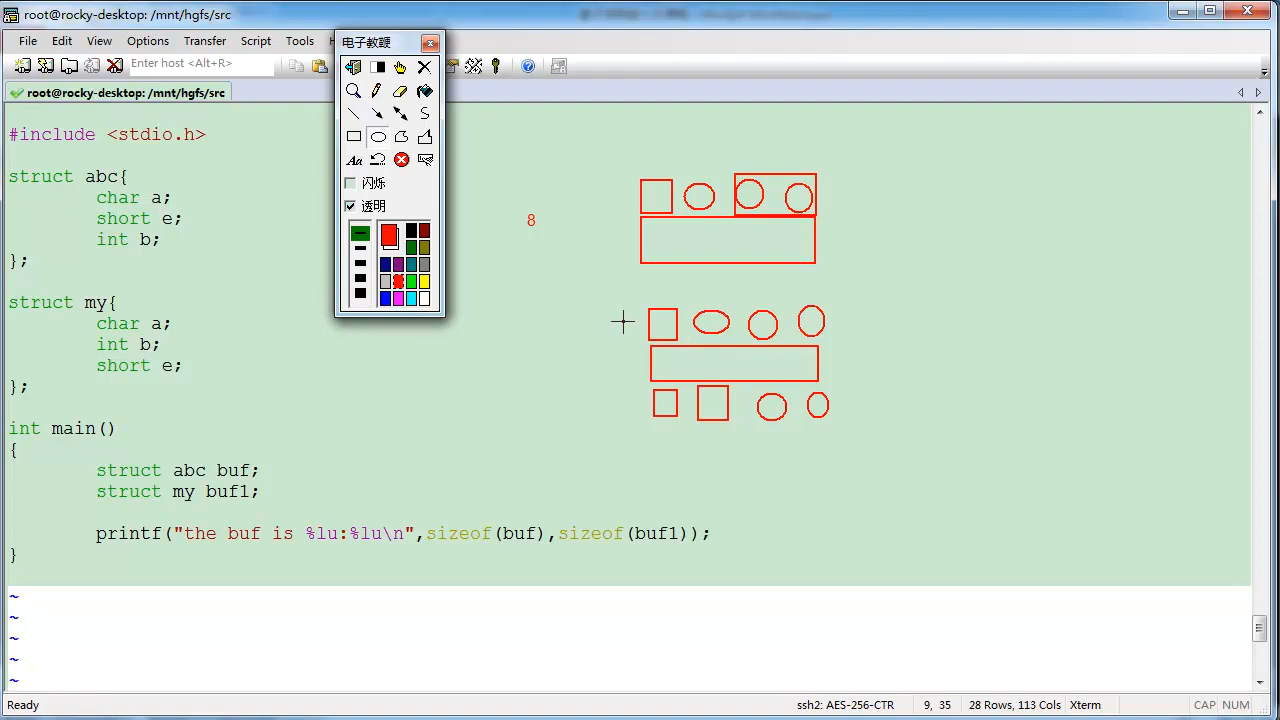 root@rocky-desktop: /mnt/hgfs/src
File Edit View Options Transfer Script Tools
Enter host <Alt+R>
root@rocky-desktop: /mnt/hgfs/src
电子教鞭
Aa
闪烁
透明
#include <stdio.h>
struct abc{
char a;
short e;
int b;
};
struct my{
char a;
int b;
short e;
};
int main()
{
struct abc buf;
struct my buf1;
printf("the buf is %lu:%lu\n",sizeof(buf),sizeof(buf1));
}
~
~
~
~
~
8
Ready
ssh2: AES-256-CTR
9, 35
28 Rows, 113 Cols
Xterm
CAP NUM